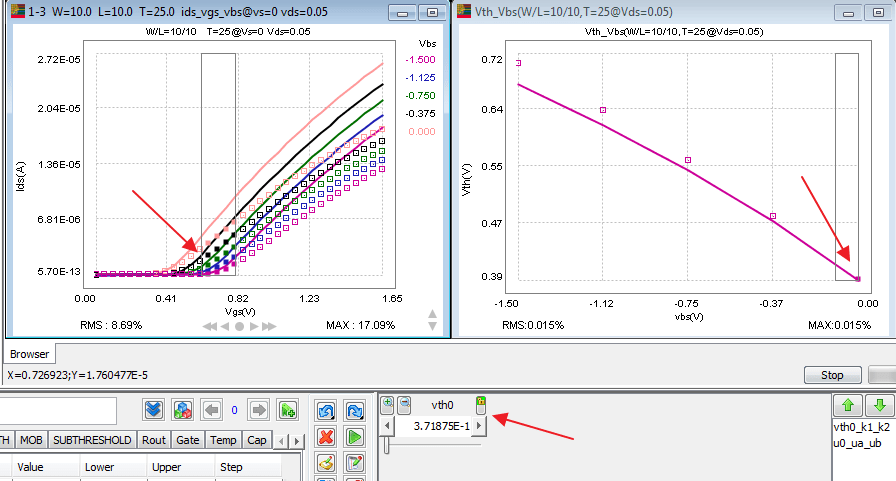 1-3 W=10.0 L=10.0 T=25.0 ids_vgs_vbs@vs=0 vds=0.05
W/L=10/10 T=25@Vs=0 Vds=0.05
Vbs
-1.500
-1.125
-0.750
-0.375
0.000
2.72E-05
2.04E-05
1.36E-05
6.81E-06
5.70E-13
Ids(A)
0.00 0.41 0.82 1.23 1.65
Vgs(V)
RMS : 8.69% MAX : 17.09%
Vth_Vbs(W/L=10/10,T=25@Vds=0.05)
Vth_Vbs(W/L=10/10,T=25@Vds=0.05)
0.72
0.64
0.55
0.47
0.39
Vth(V)
-1.50 -1.12 -0.75 -0.37 0.00
vbs(V)
RMS:0.015% MAX:0.015%
Browser
X=0.726923;Y=1.760477E-5
Stop
0
TH MOB SUBTHRESHOLD Rout Gate Temp Cap
Value Lower Upper Step
vth0
3.71875E-1
vth0_k1_k2
u0_ua_ub